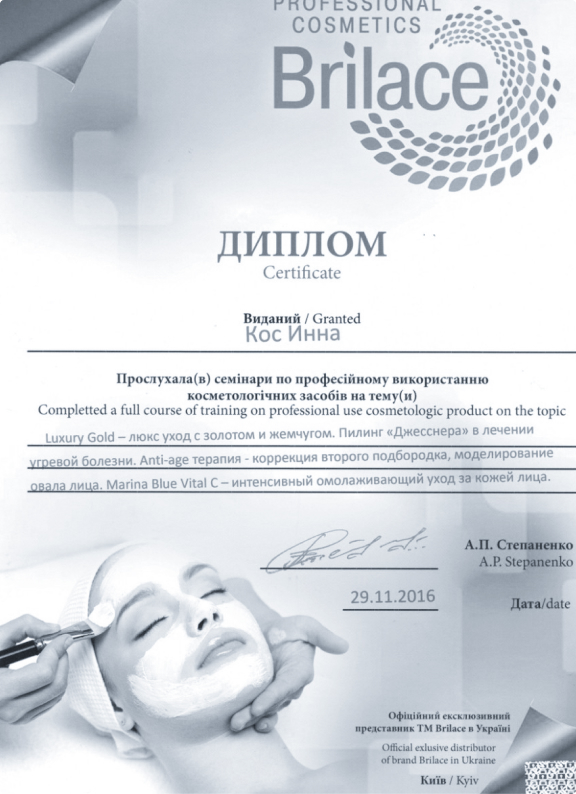 PROFESSIONAL
COSMETICS
Brilace
ДИПЛОМ
Certificate
Виданий / Granted
Кос Инна
Прослухала(в) семінари по професійному використанню
косметологічних засобів на тему(и)
Completted a full course of training on professional use cosmetologic product on the topic
Luxury Gold – люкс уход с золотом и жемчугом. Пилинг «Джесснера» в лечении
угревой болезни. Anti-age терапия - коррекция второго подбородка, моделирование
овала лица. Marina Blue Vital C – интенсивный омолаживающий уход за кожей лица.
А.П. Степаненко
A.P. Stepanenko
29.11.2016
Дата/date
Офіційний ексклюзивний
представник ТМ Brilace в Україні
Official exlusive distributor
of brand Brilace in Ukraine
Київ / Kyiv